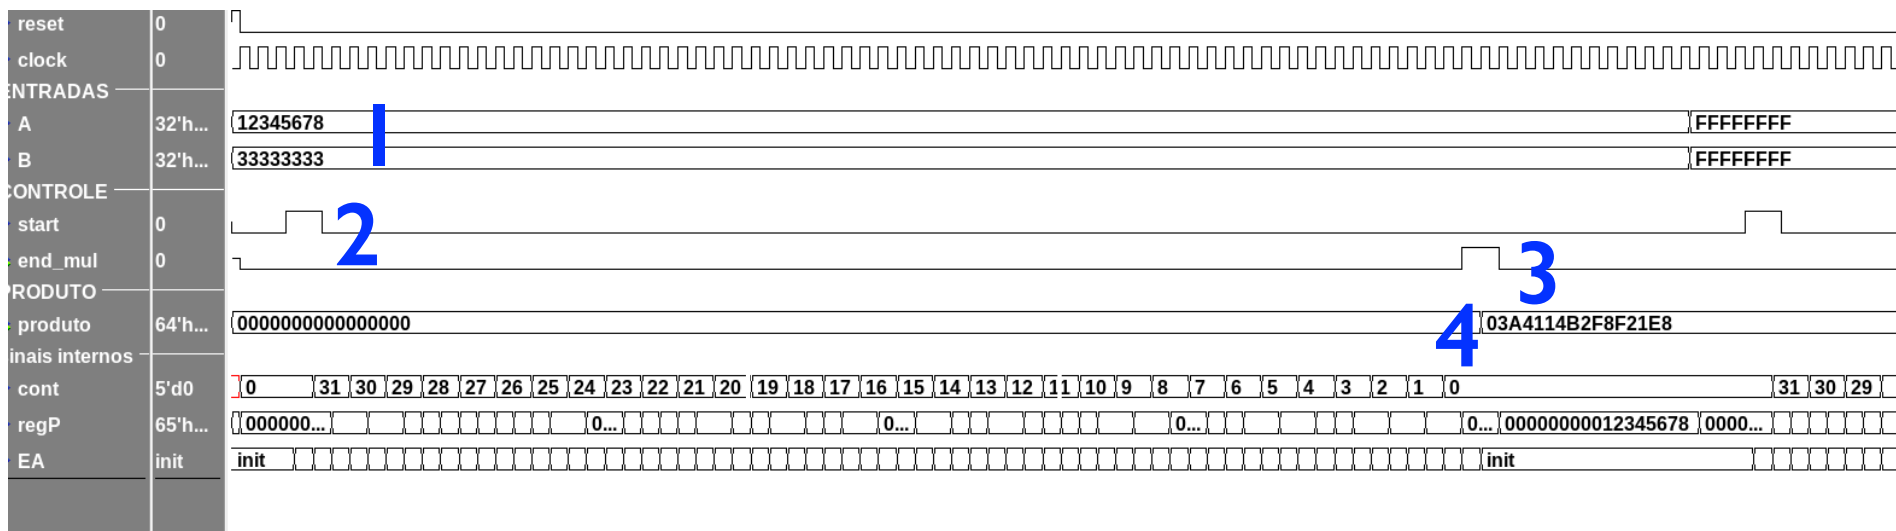 reset 0
clock 0
ENTRADAS
A 32'h... 12345678 FFFFFFFF
1
B 32'h... 33333333 FFFFFFFF
CONTROLE
start 0
2
end_mul 0
3
PRODUTO
produto 64'h... 0000000000000000 03A4114B2F8F21E8
4
inais internos
cont 5'd0 0 31 30 29 28 27 26 25 24 23 22 21 20 19 18 17 16 15 14 13 12 11 10 9 8 7 6 5 4 3 2 1 0 31 30 29
regP 65'h... 000000... 0... 0... 0... 0... 00000000012345678 0000...
EA init init init